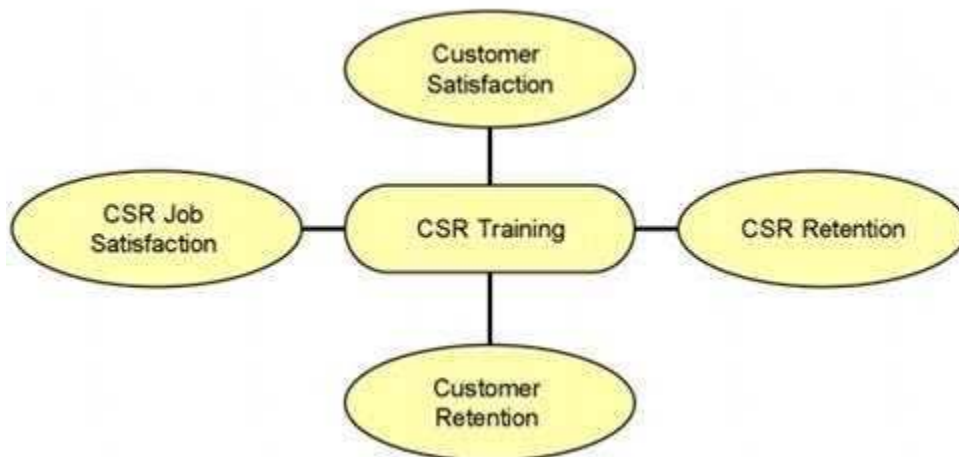 Customer
Satisfaction
CSR Job
Satisfaction
CSR Training
CSR Retention
Customer
Retention